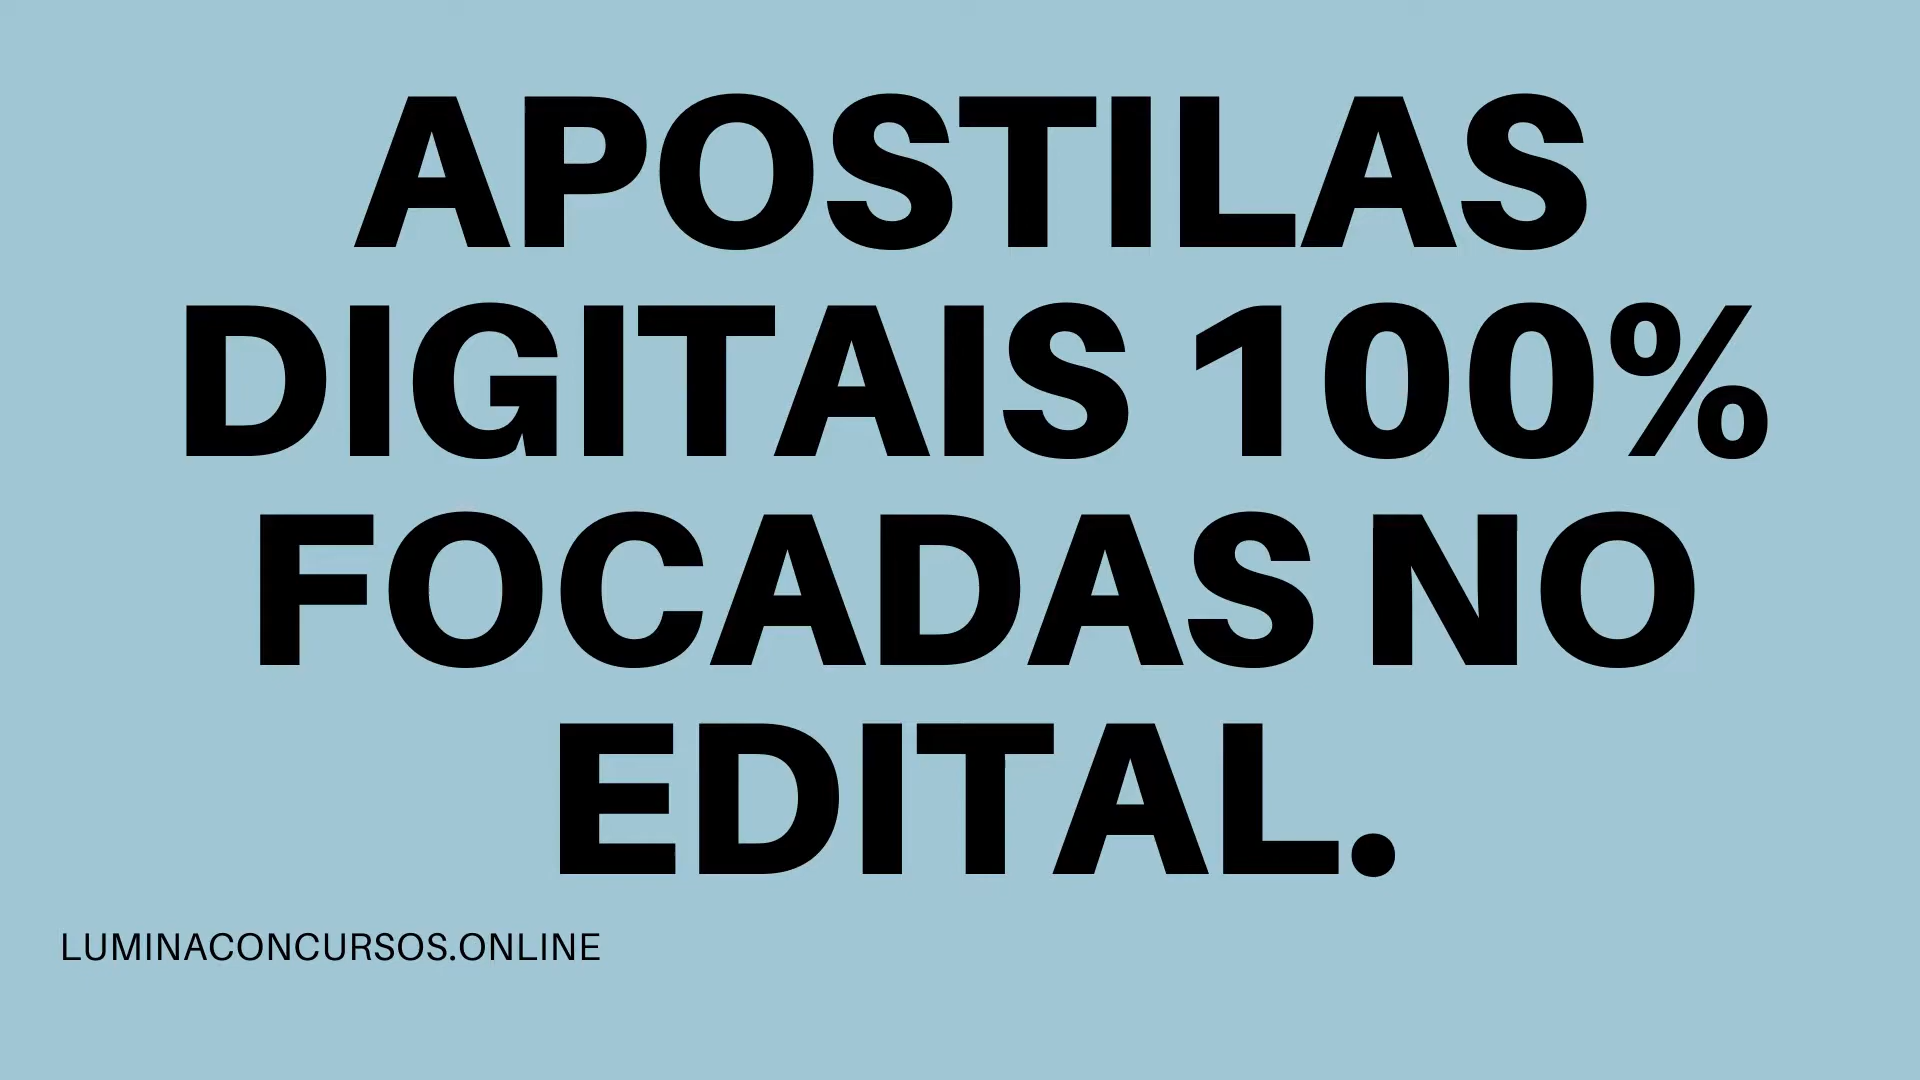 APOSTILAS
DIGITAIS 100%
FOCADAS NO
EDITAL.
LUMINACONCURSOS.ONLINE